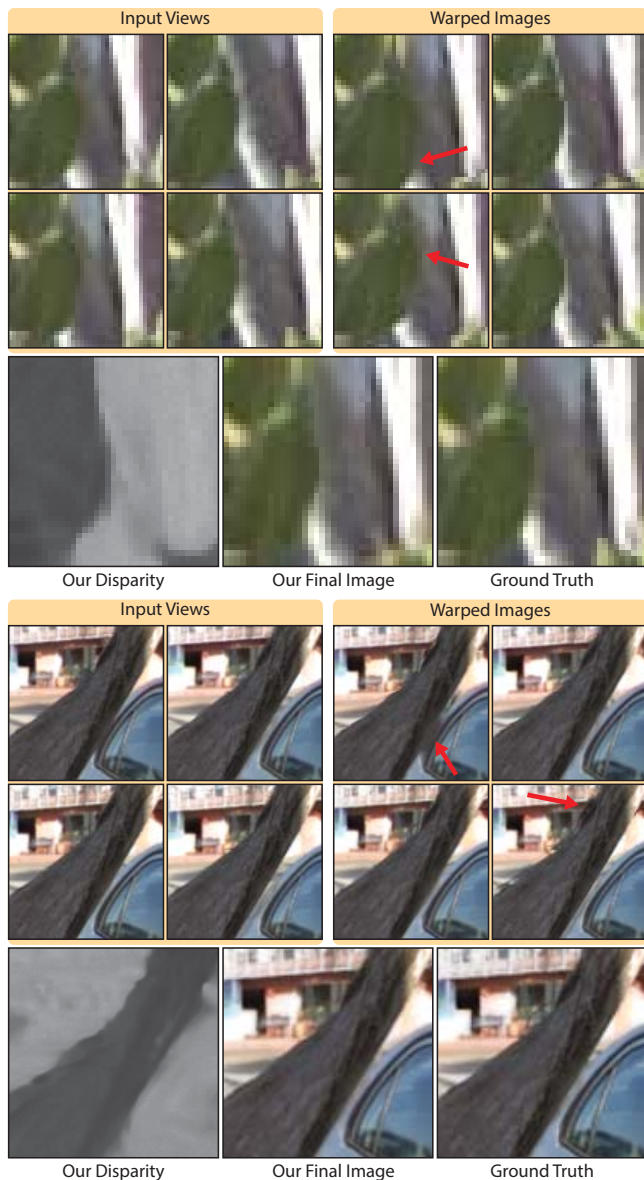 Input Views
Warped Images
Our Disparity
Our Final Image
Ground Truth
Input Views
Warped Images
Our Disparity
Our Final Image
Ground Truth